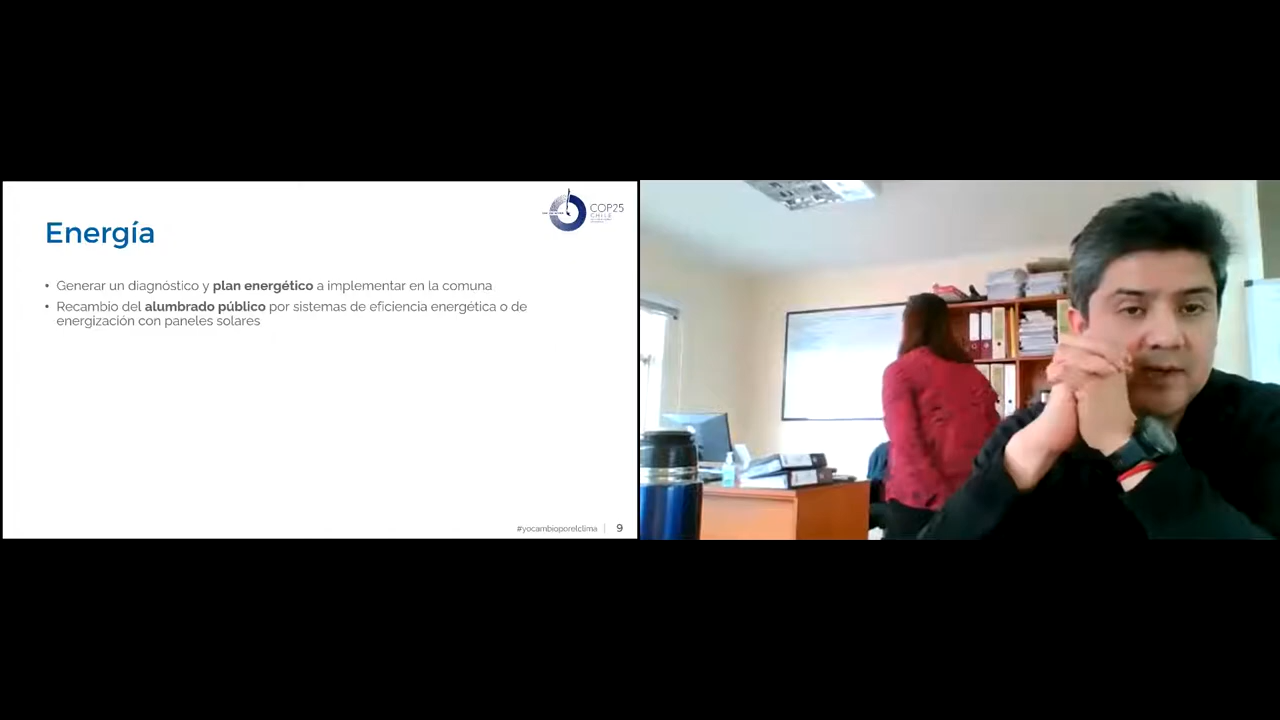 Energía
COP25
CHILE
• Generar un diagnóstico y plan energético a implementar en la comuna
• Recambio del alumbrado público por sistemas de eficiencia energética o de
energización con paneles solares
#yocambioporelclima | 9